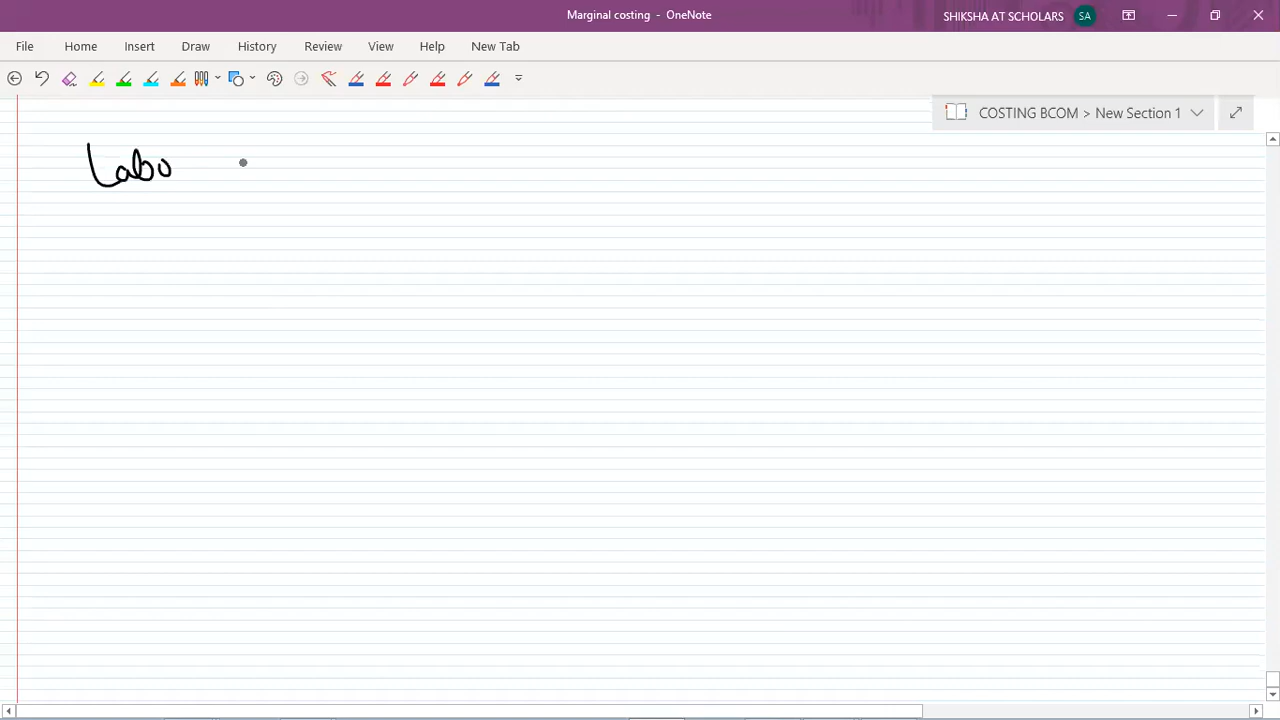 Marginal costing - OneNote
SHIKSHA AT SCHOLARS SA
File Home Insert Draw History Review View Help New Tab
COSTING BCOM > New Section 1
Labo